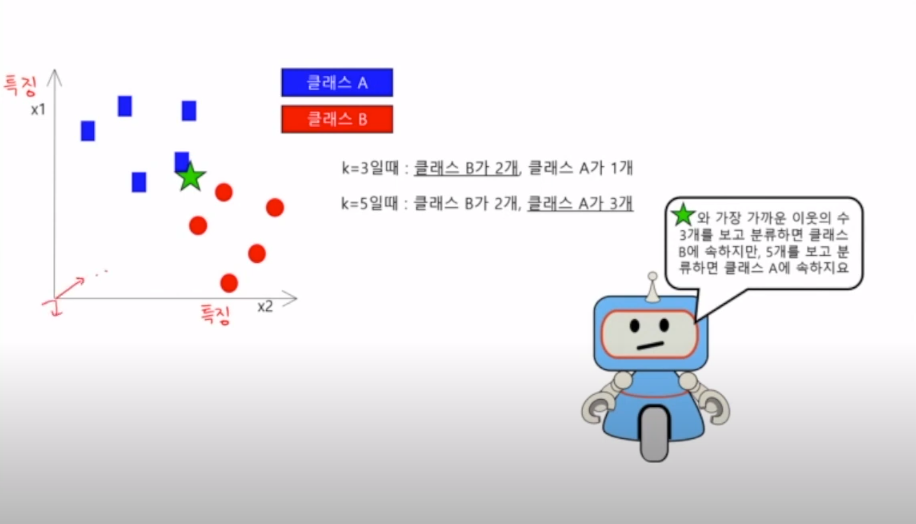 특징
x1
클래스 A
클래스 B
k=3일때 : 클래스 B가 2개, 클래스 A가 1개
k=5일때 : 클래스 B가 2개, 클래스 A가 3개
와 가장 가까운 이웃의 수
3개를 보고 분류하면 클래스
B에 속하지만, 5개를 보고 분
류하면 클래스 A에 속하지요
특징
x2